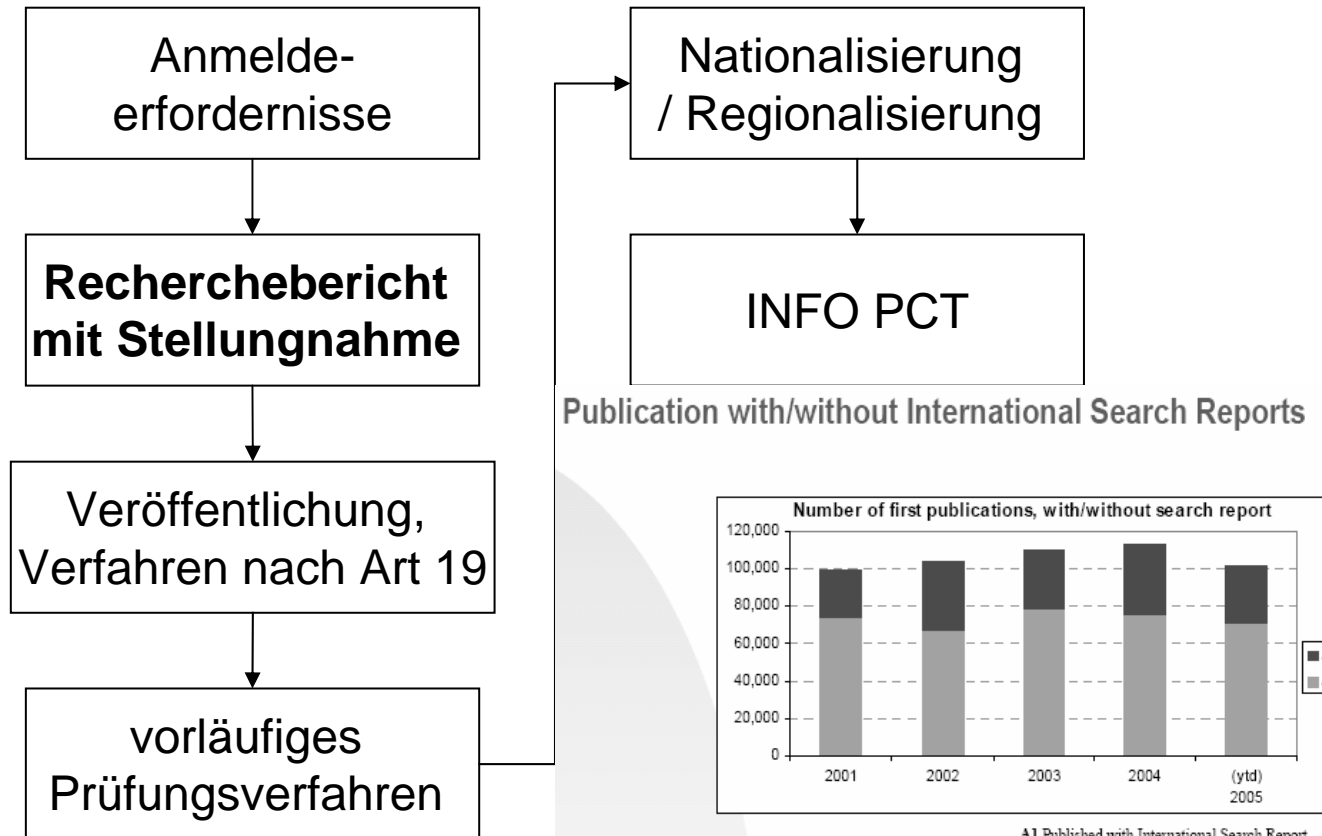 Anmelde-
erfordernisse
Recherchebericht
mit Stellungnahme
Veröffentlichung,
Verfahren nach Art 19
vorläufiges
Prüfungsverfahren
Nationalisierung
/ Regionalisierung
INFO PCT
Publication with/without International Search Reports
Number of first publications, with/without search report
120,000
100,000
80,000
60,000
40,000
20,000
0
2001 2002 2003 2004 (ytd)
2005
A1 Published with International Search Report